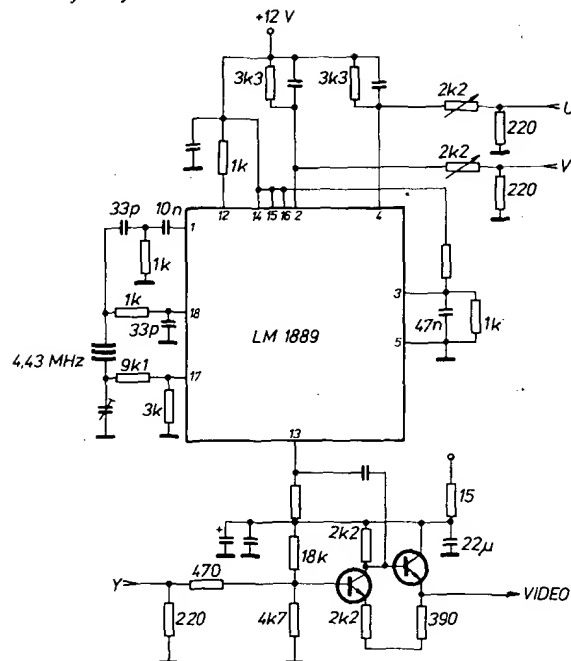 +12 V
3k3
3k3
2k2
U
220
2k2
V
220
1k
33p
10n
12
14
15
16
2
4
1
1k
1k
18
33p
3
47n
1k
LM 1889
5
4,43 MHz
9k1
17
3k
13
15
2k2
22µ
18k
470
Y
VIDEO
220
4k7
2k2
390